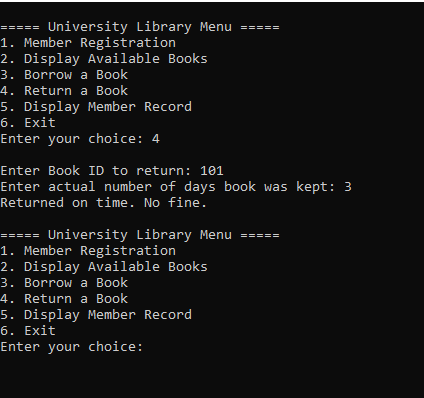 ===== University Library Menu =====
1. Member Registration
2. Display Available Books
3. Borrow a Book
4. Return a Book
5. Display Member Record
6. Exit
Enter your choice: 4
Enter Book ID to return: 101
Enter actual number of days book was kept: 3
Returned on time. No fine.
===== University Library Menu =====
1. Member Registration
2. Display Available Books
3. Borrow a Book
4. Return a Book
5. Display Member Record
6. Exit
Enter your choice: